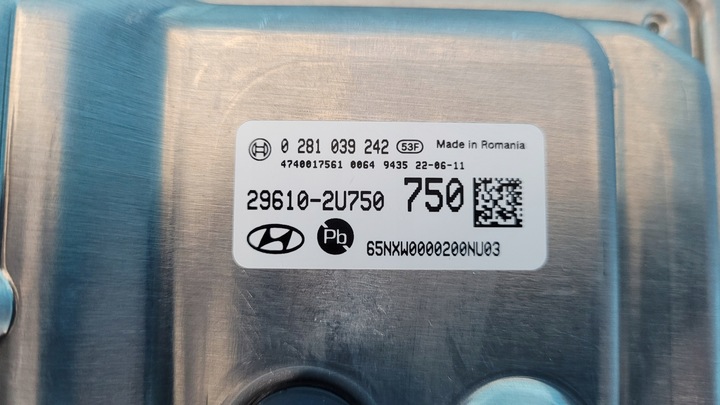 0 281 039 242 53F Made in Romania
4740017561 0064 9435 22-06-11
29610-2U750 750
Pb
65NXW0000200NU03